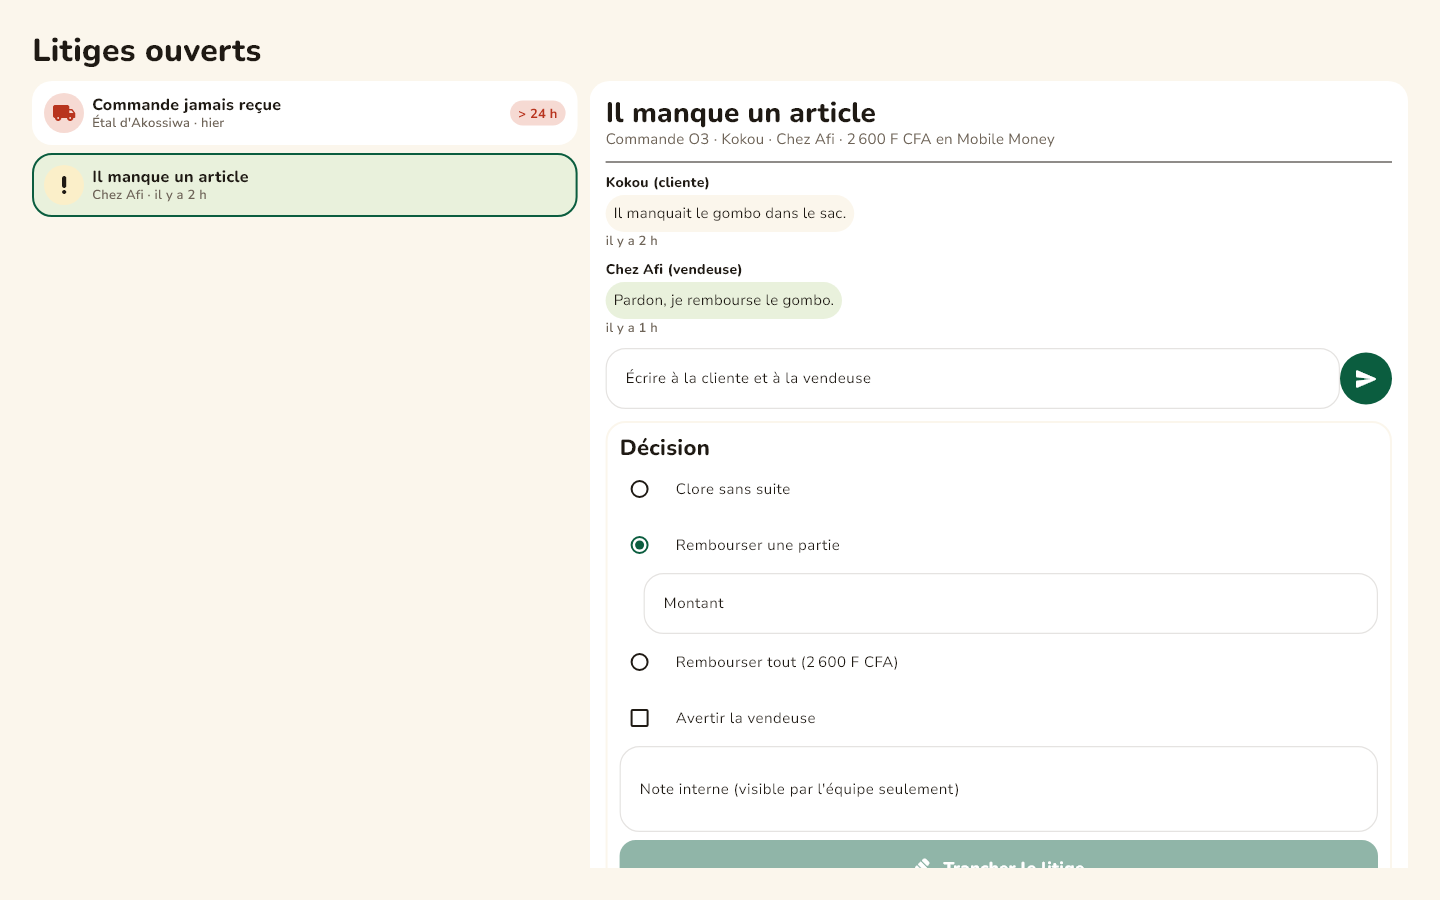 Litiges ouverts
Commande jamais reçue
Étal d'Akossiwa · hier
> 24 h
Il manque un article
Chez Afi · il y a 2 h
Il manque un article
Commande O3 · Kokou · Chez Afi · 2 600 F CFA en Mobile Money
Kokou (cliente)
Il manquait le gombo dans le sac.
il y a 2 h
Chez Afi (vendeuse)
Pardon, je rembourse le gombo.
il y a 1 h
Écrire à la cliente et à la vendeuse
Décision
Clore sans suite
Rembourser une partie
Montant
Rembourser tout (2 600 F CFA)
Avertir la vendeuse
Note interne (visible par l'équipe seulement)
Trancher le litige